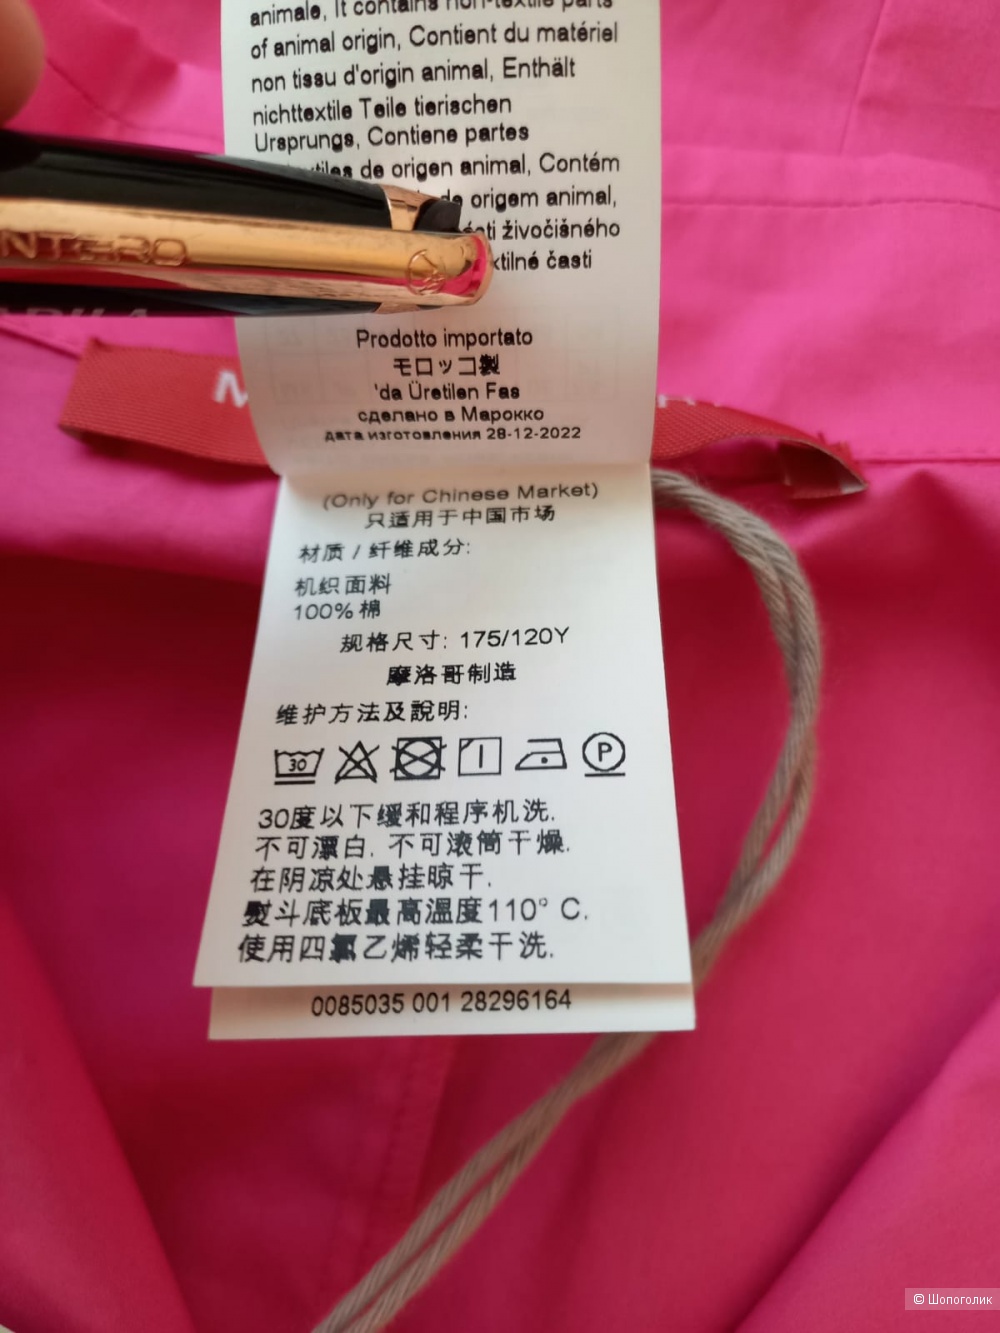 animale, It contains non-textile parts
of animal origin, Contient du matériel
non tissu d'origin animal, Enthält
nichttextile Teile tierischen
Ursprungs, Contiene partes
de origen animal, Contém
origem animal,
živočišného
časti
Prodotto importato
モロッコ製
'da Üretilen Fas
сделано в Марокко
дата изготовления 28-12-2022
(Only for Chinese Market)
只适用于中国市场
材质 / 纤维成分:
机织面料
100% 棉
规格尺寸: 175/120Y
摩洛哥制造
维护方法及說明:
30
P
30度以下缓和程序机洗.
不可漂白. 不可滚筒干燥.
在阴凉处悬挂晾干.
熨斗底板最高溫度110° C.
使用四氯乙烯轻柔干洗.
0085035 001 28296164
© Шопоголик